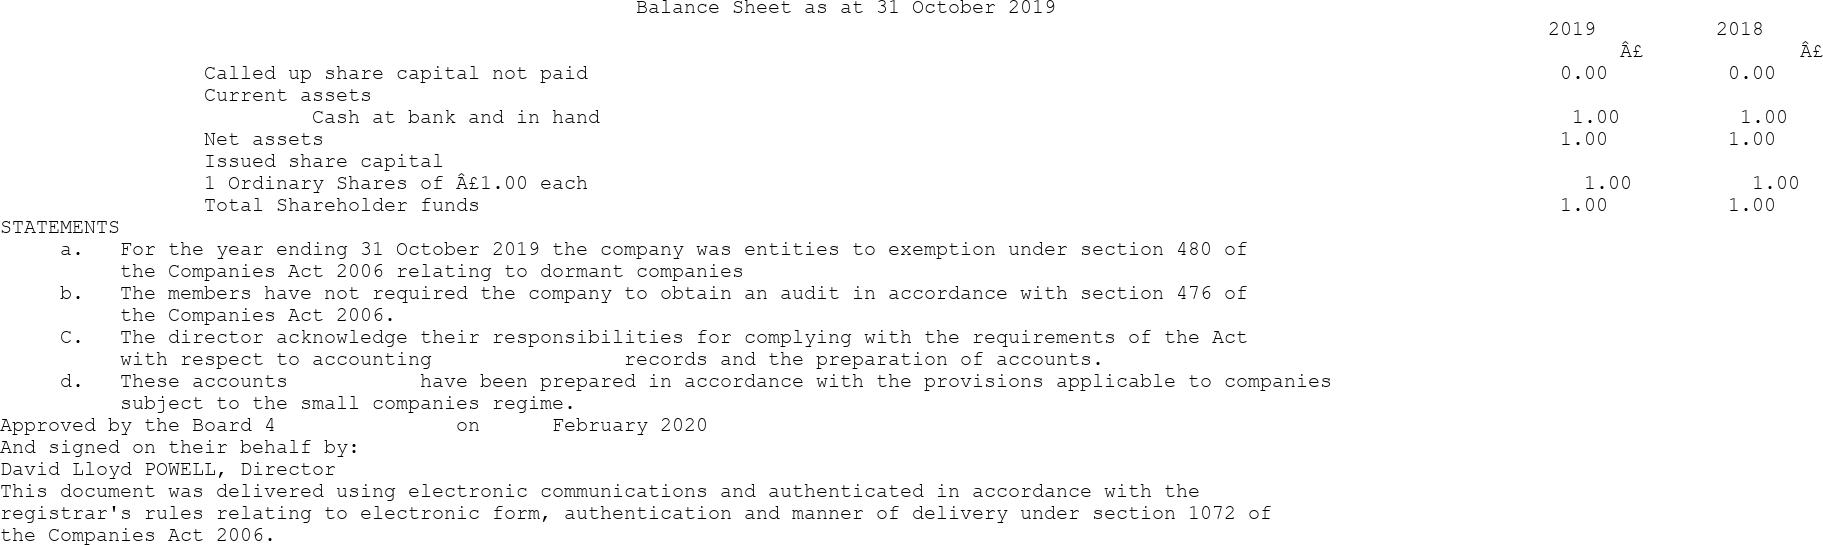 Balance Sheet as at 31 October 2019
2019 2018
Â£ Â£
Called up share capital not paid 0.00 0.00
Current assets
Cash at bank and in hand 1.00 1.00
Net assets 1.00 1.00
Issued share capital
1 Ordinary Shares of Â£1.00 each 1.00 1.00
Total Shareholder funds 1.00 1.00
STATEMENTS
a. For the year ending 31 October 2019 the company was entities to exemption under section 480 of
the Companies Act 2006 relating to dormant companies
b. The members have not required the company to obtain an audit in accordance with section 476 of
the Companies Act 2006.
C. The director acknowledge their responsibilities for complying with the requirements of the Act
with respect to accounting records and the preparation of accounts.
d. These accounts have been prepared in accordance with the provisions applicable to companies
subject to the small companies regime.
Approved by the Board 4 on February 2020
And signed on their behalf by:
David Lloyd POWELL, Director
This document was delivered using electronic communications and authenticated in accordance with the
registrar's rules relating to electronic form, authentication and manner of delivery under section 1072 of
the Companies Act 2006.